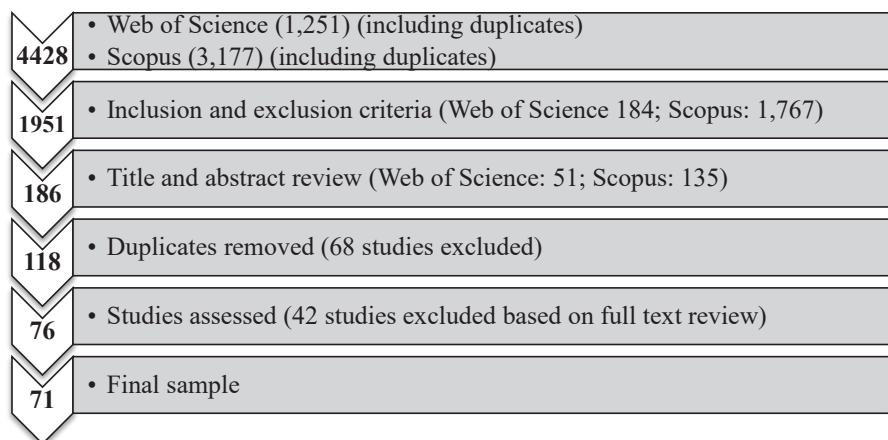 • Web of Science (1,251) (including duplicates)
4428 • Scopus (3,177) (including duplicates)
1951 • Inclusion and exclusion criteria (Web of Science 184; Scopus: 1,767)
186 • Title and abstract review (Web of Science: 51; Scopus: 135)
118 • Duplicates removed (68 studies excluded)
76 • Studies assessed (42 studies excluded based on full text review)
71 • Final sample